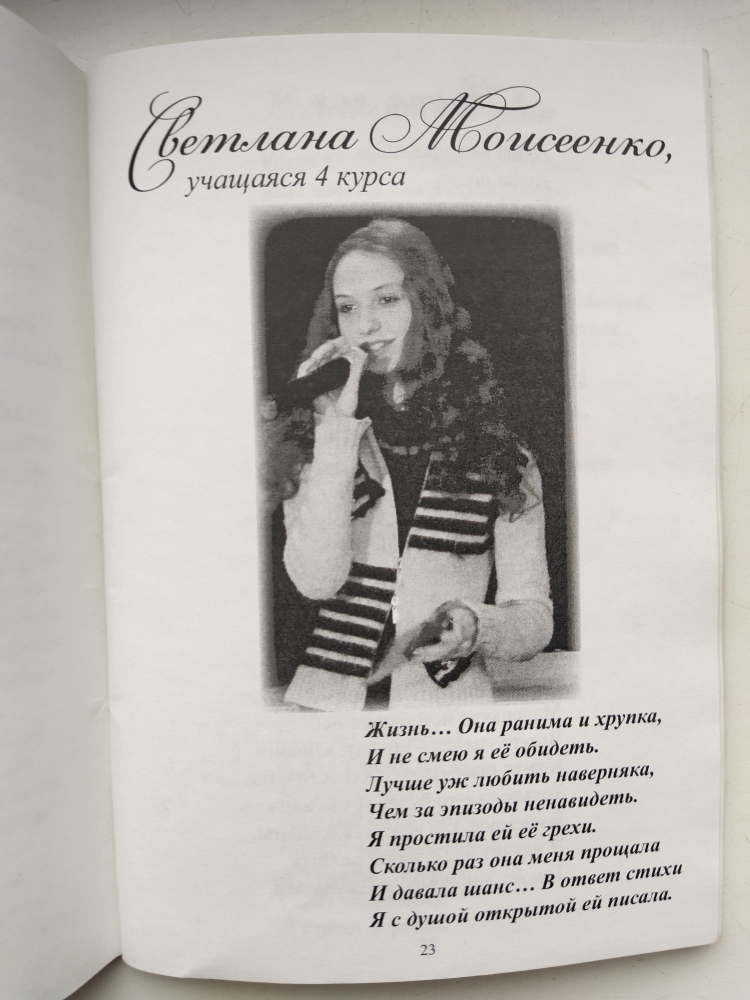 Светлана Моисеенко,
учащаяся 4 курса
Жизнь... Она ранима и хрупка,
И не смею я её обидеть.
Лучше уж любить наверняка,
Чем за эпизоды ненавидеть.
Я простила ей её грехи.
Сколько раз она меня прощала
И давала шанс... В ответ стихи
Я с душой открытой ей писала.
23